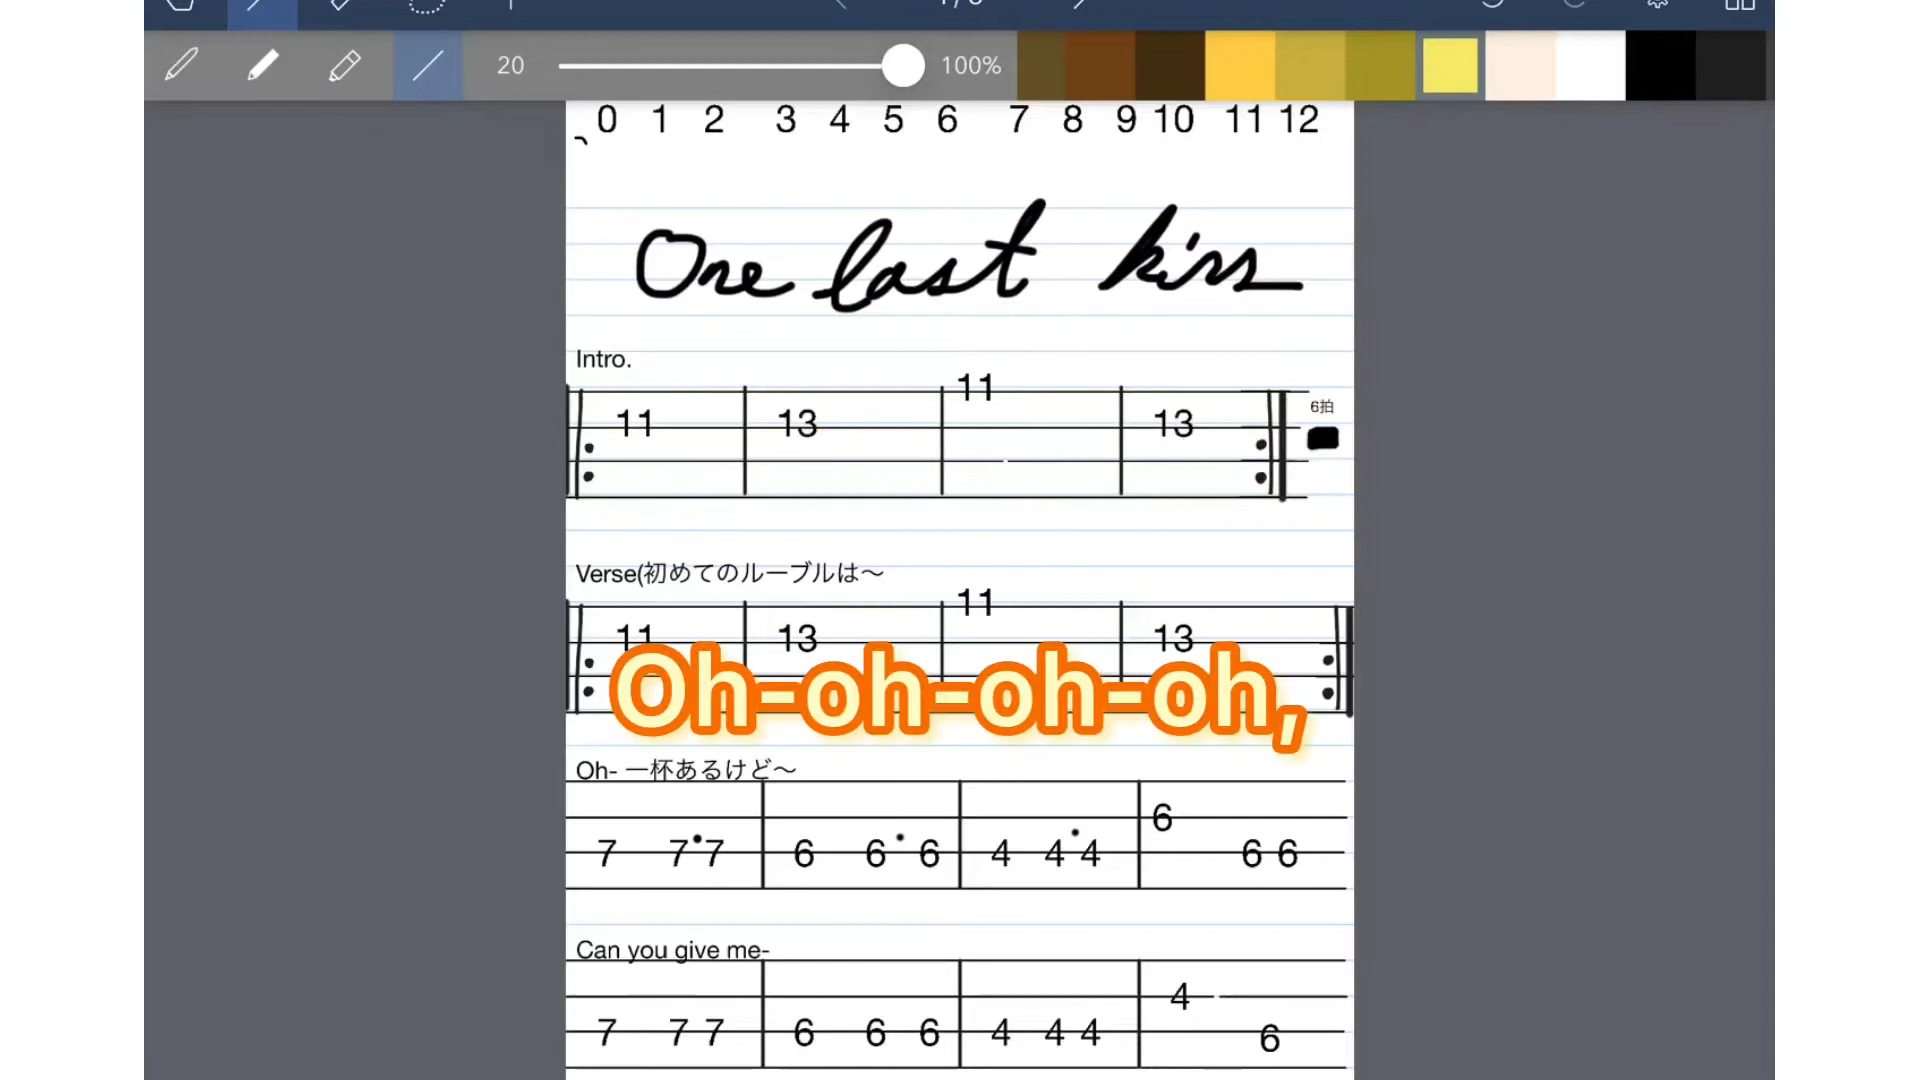 20 100%
0 1 2 3 4 5 6 7 8 9 10 11 12
One last kiss
Intro.
11 13 11 13 6拍
Verse(初めてのルーブルは〜
11 13 11 13
Oh-oh-oh-oh,
Oh- 一杯あるけど〜
7 7 7 6 6 6 4 4 4 6 6 6
Can you give me-
7 7 7 6 6 6 4 4 4 4 6